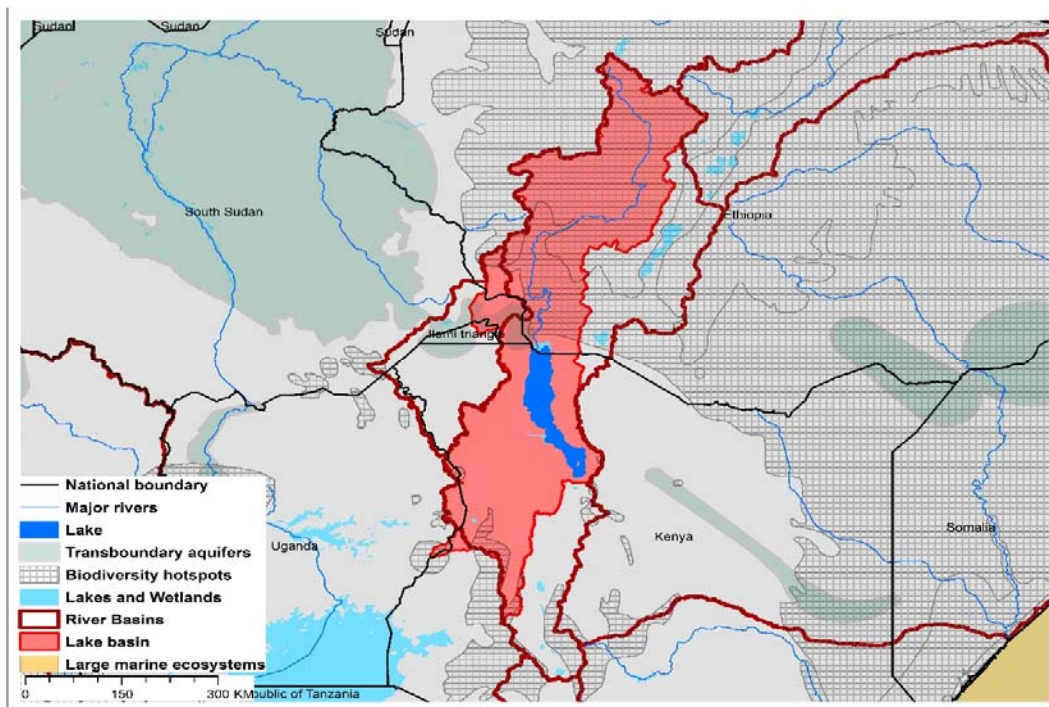 Sudan
Sudan
Sudan
South Sudan
Ethiopia
Ilemi triangle
National boundary
Major rivers
Lake
Transboundary aquifers
Biodiversity hotspots
Lakes and Wetlands
River Basins
Lake basin
Large marine ecosystems
Uganda
Kenya
Somalia
0 150 300 KM
public of Tanzania